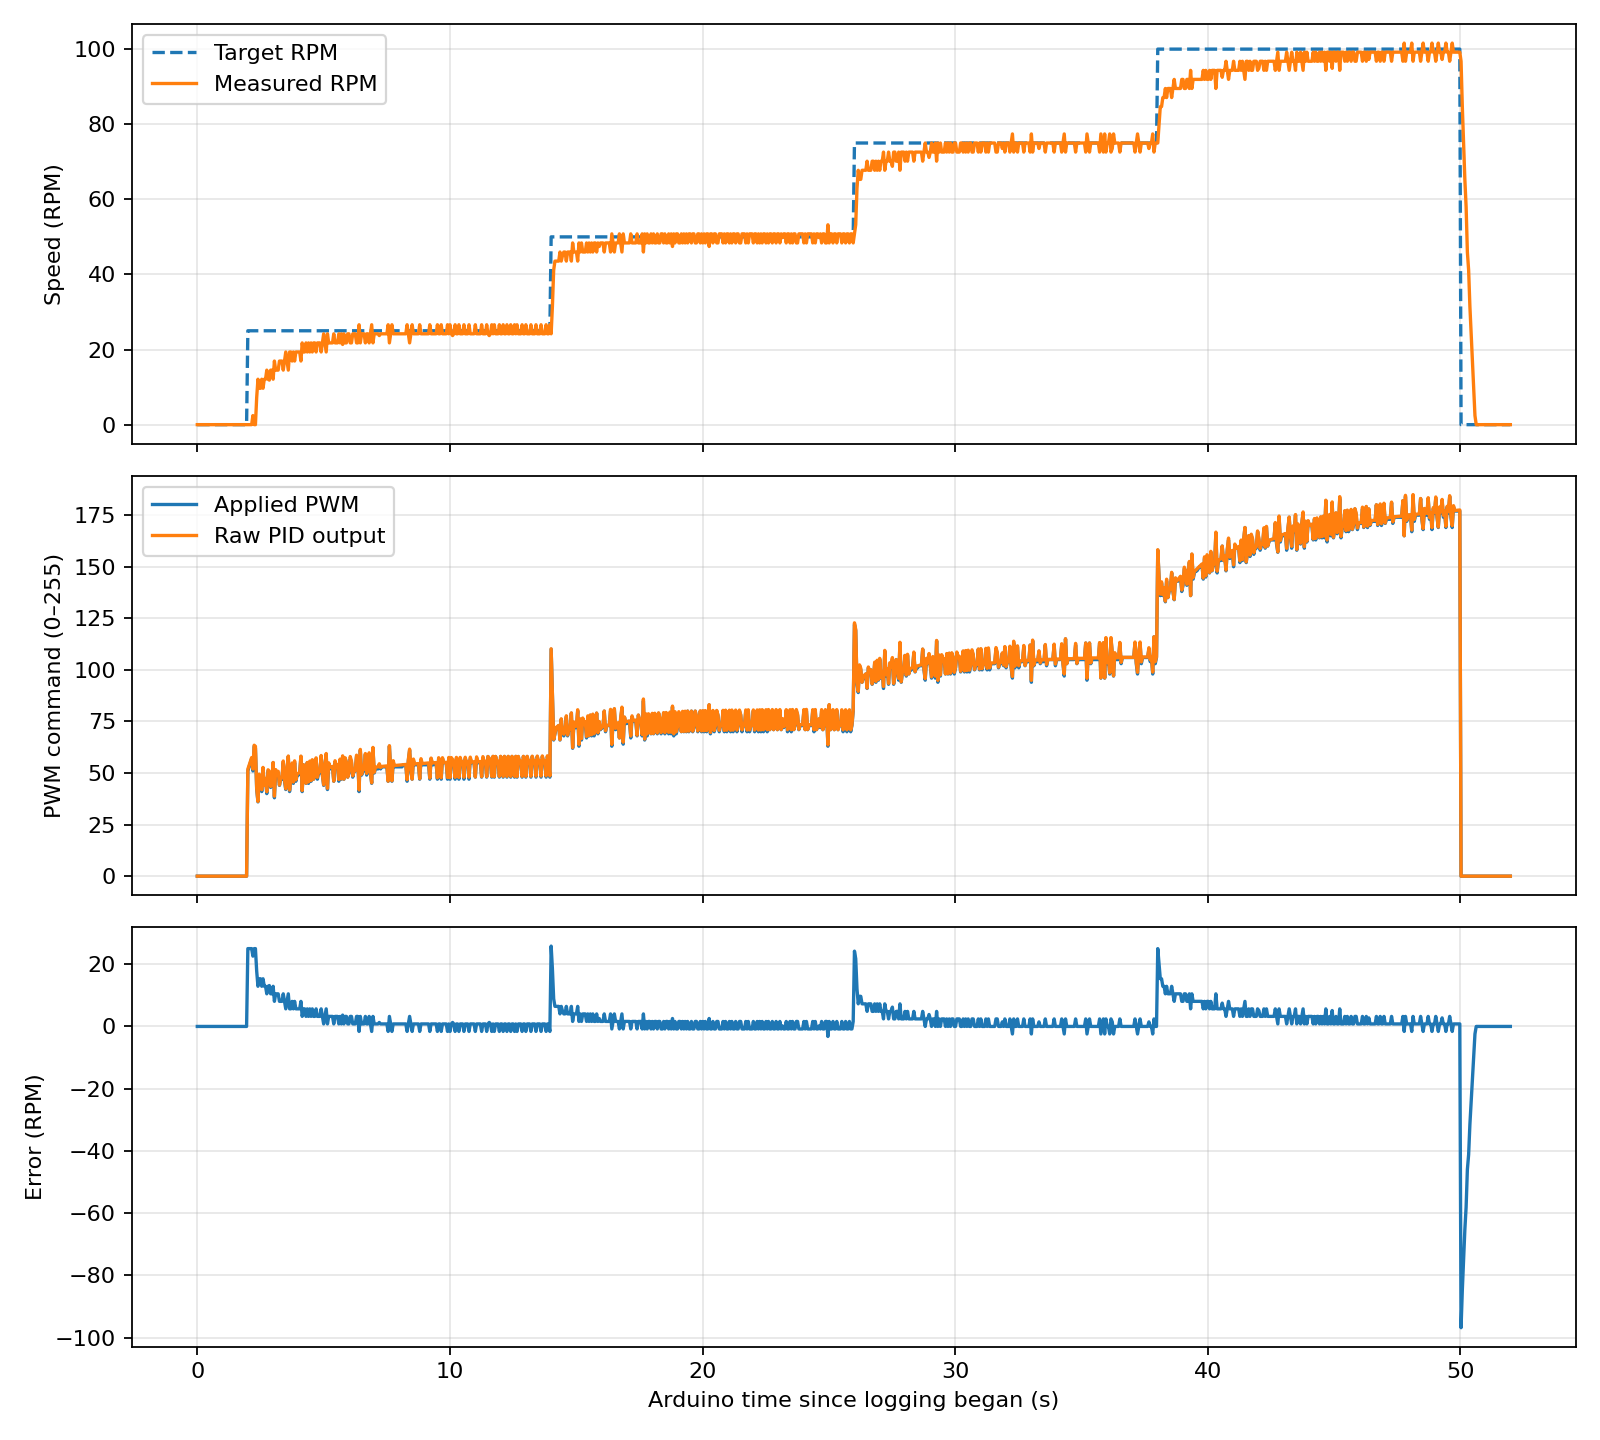 Target RPM
Measured RPM
Speed (RPM)
100
80
60
40
20
0
Applied PWM
Raw PID output
PWM command (0–255)
175
150
125
100
75
50
25
0
Error (RPM)
20
0
−20
−40
−60
−80
−100
0 10 20 30 40 50
Arduino time since logging began (s)